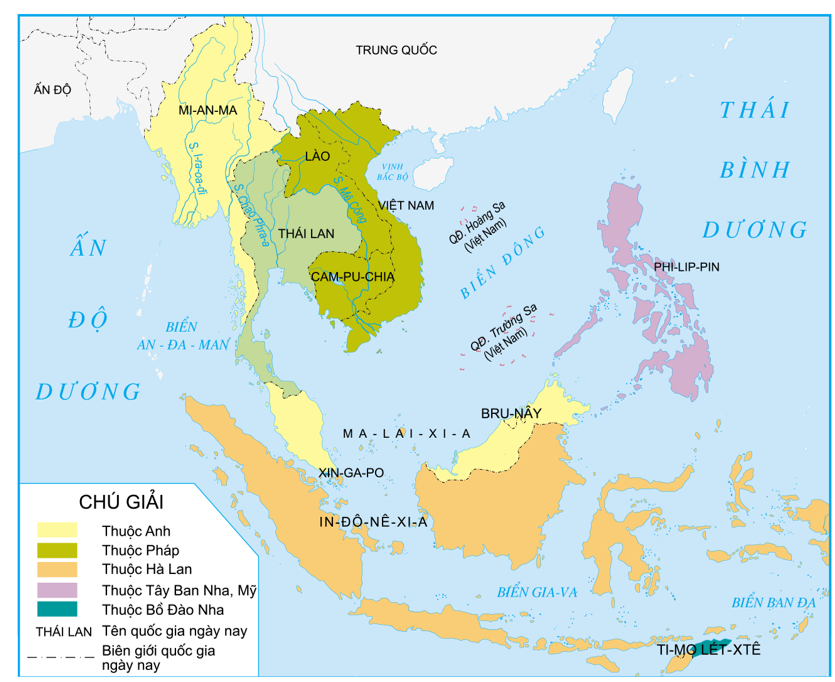 TRUNG QUỐC
ẤN ĐỘ
MI-AN-MA
THÁI
BÌNH
DƯƠNG
LÀO
VỊNH
BẮC BỘ
S. I-ra-oa-đi
S. Chao Phray-a
S. Mê Công
VIỆT NAM
QĐ. Hoàng Sa
(Việt Nam)
THÁI LAN
BIỂN ĐÔNG
ẤN
ĐỘ
DƯƠNG
CAM-PU-CHIA
PHI-LIP-PIN
BIỂN
AN - ĐA - MAN
QĐ. Trường Sa
(Việt Nam)
BRU-NÂY
MA-LAI-XI-A
XIN-GA-PO
IN-ĐÔ-NÊ-XI-A
BIỂN GIA-VA
BIỂN BAN ĐA
TI-MO LÉT-XTÊ
CHÚ GIẢI
Thuộc Anh
Thuộc Pháp
Thuộc Hà Lan
Thuộc Tây Ban Nha, Mỹ
Thuộc Bồ Đào Nha
THÁI LAN Tên quốc gia ngày nay
Biên giới quốc gia
ngày nay